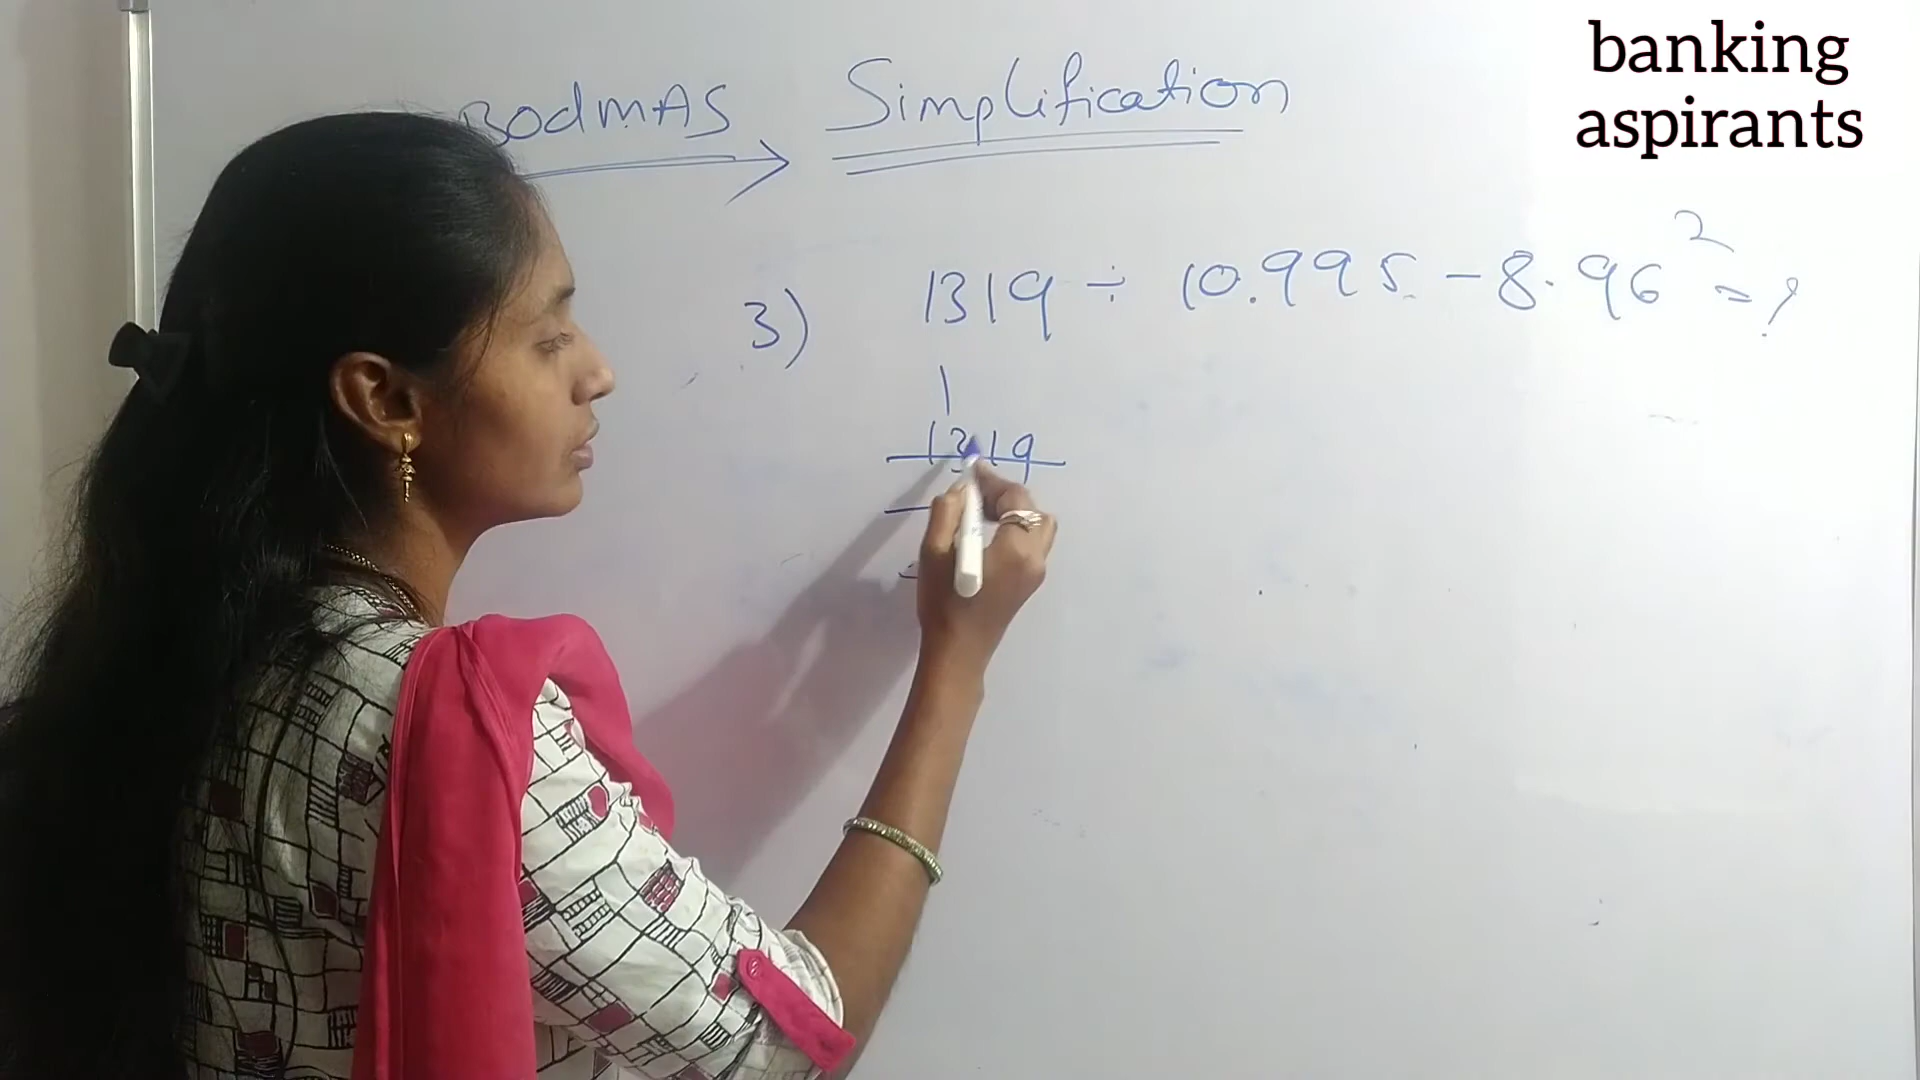 banking
aspirants
BodMAS Simplification
3) 1319 ÷ 10.995 - 8.96² = ?
1
1319